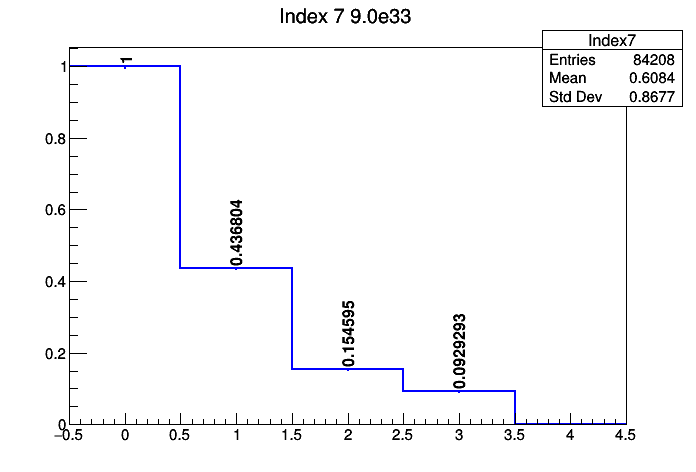 Index 7 9.0e33
Index7
Entries 84208
Mean 0.6084
Std Dev 0.8677
1
0.8
0.6
0.4
0.2
0
1
0.436804
0.154595
0.0929293
−0.5 0 0.5 1 1.5 2 2.5 3 3.5 4 4.5